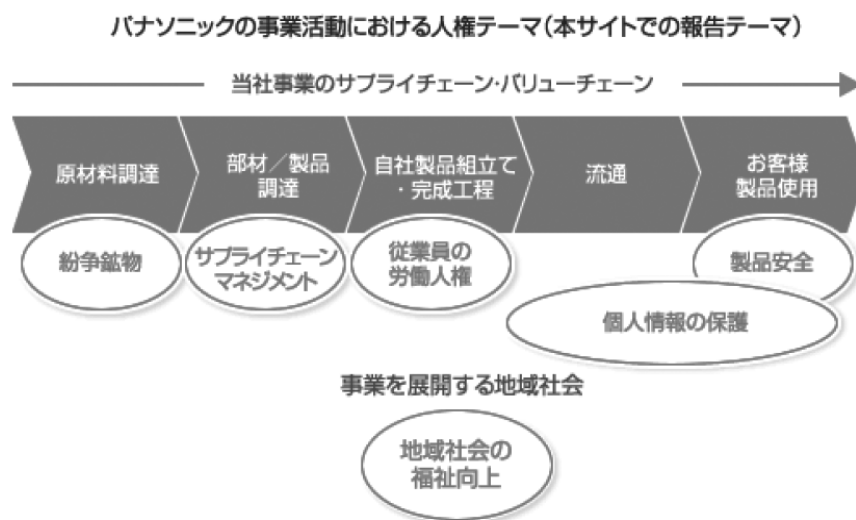 パナソニックの事業活動における人権テーマ（本サイトでの報告テーマ）
当社事業のサプライチェーン・バリューチェーン
原材料調達
部材／製品
調達
自社製品組立て
・完成工程
流通
お客様
製品使用
紛争鉱物
サプライチェーン
マネジメント
従業員の
労働人権
製品安全
個人情報の保護
事業を展開する地域社会
地域社会の
福祉向上